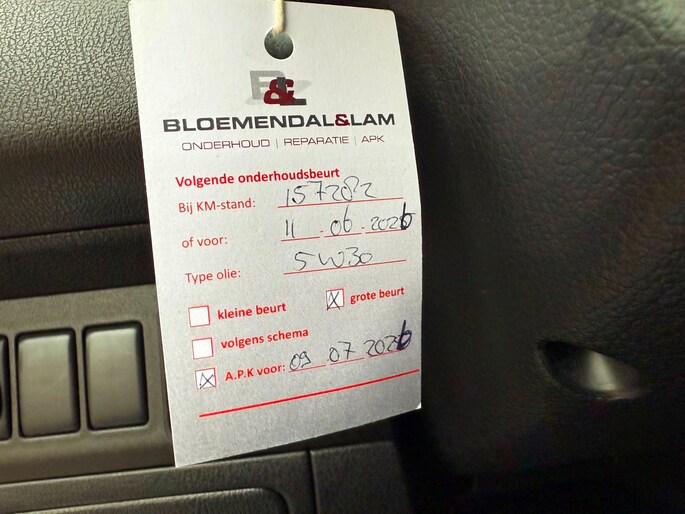 B&L
BLOEMENDAL&LAM
ONDERHOUD | REPARATIE | APK
Volgende onderhoudsbeurt
Bij KM-stand: 157282
of voor: 11 - 06 - 2026
Type olie: 5W30
kleine beurt
grote beurt
volgens schema
A.P.K voor: 09 07 2026